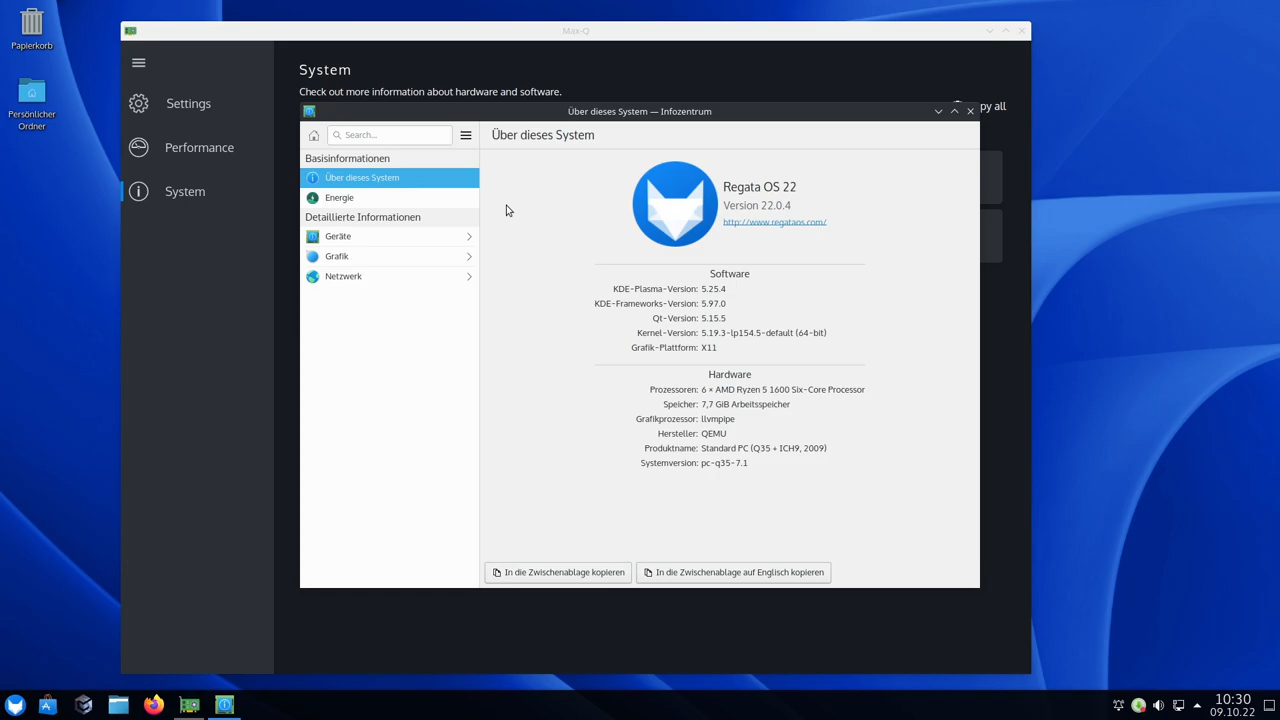 Papierkorb
Persönlicher
Ordner
Max-Q
Settings
Performance
System
System
Check out more information about hardware and software.
py all
Über dieses System — Infozentrum
Search...
Über dieses System
Basisinformationen
Über dieses System
Energie
Detaillierte Informationen
Geräte
Grafik
Netzwerk
Regata OS 22
Version 22.0.4
http://www.regataos.com/
Software
KDE-Plasma-Version: 5.25.4
KDE-Frameworks-Version: 5.97.0
Qt-Version: 5.15.5
Kernel-Version: 5.19.3-lp154.5-default (64-bit)
Grafik-Plattform: X11
Hardware
Prozessoren: 6 × AMD Ryzen 5 1600 Six-Core Processor
Speicher: 7,7 GiB Arbeitsspeicher
Grafikprozessor: llvmpipe
Hersteller: QEMU
Produktname: Standard PC (Q35 + ICH9, 2009)
Systemversion: pc-q35-7.1
In die Zwischenablage kopieren
In die Zwischenablage auf Englisch kopieren
10:30
09.10.22